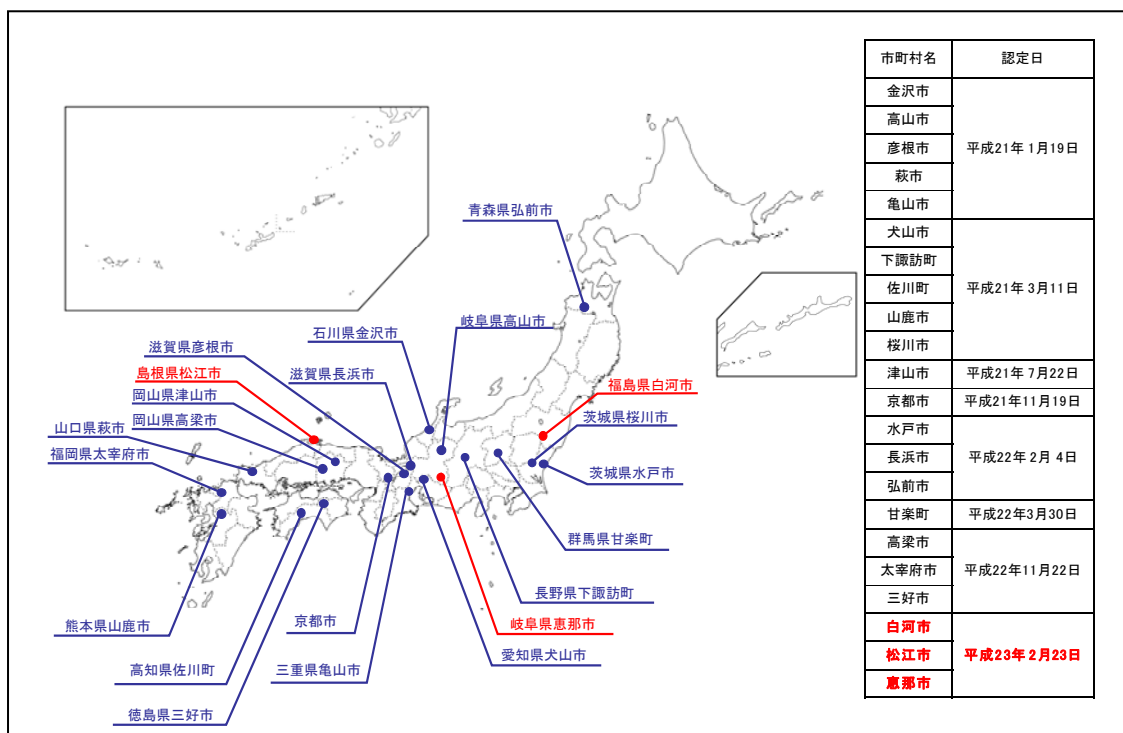 青森県弘前市
岐阜県高山市
石川県金沢市
滋賀県彦根市
島根県松江市
滋賀県長浜市
岡山県津山市
岡山県高梁市
山口県萩市
福岡県太宰府市
福島県白河市
茨城県桜川市
茨城県水戸市
群馬県甘楽町
長野県下諏訪町
岐阜県恵那市
愛知県犬山市
京都市
三重県亀山市
熊本県山鹿市
高知県佐川町
徳島県三好市
市町村名 認定日
金沢市
高山市
彦根市 平成21年1月19日
萩市
亀山市
犬山市
下諏訪町
佐川町 平成21年3月11日
山鹿市
桜川市
津山市 平成21年7月22日
京都市 平成21年11月19日
水戸市
長浜市 平成22年2月4日
弘前市
甘楽町 平成22年3月30日
高梁市
太宰府市 平成22年11月22日
三好市
白河市
松江市 平成23年2月23日
恵那市